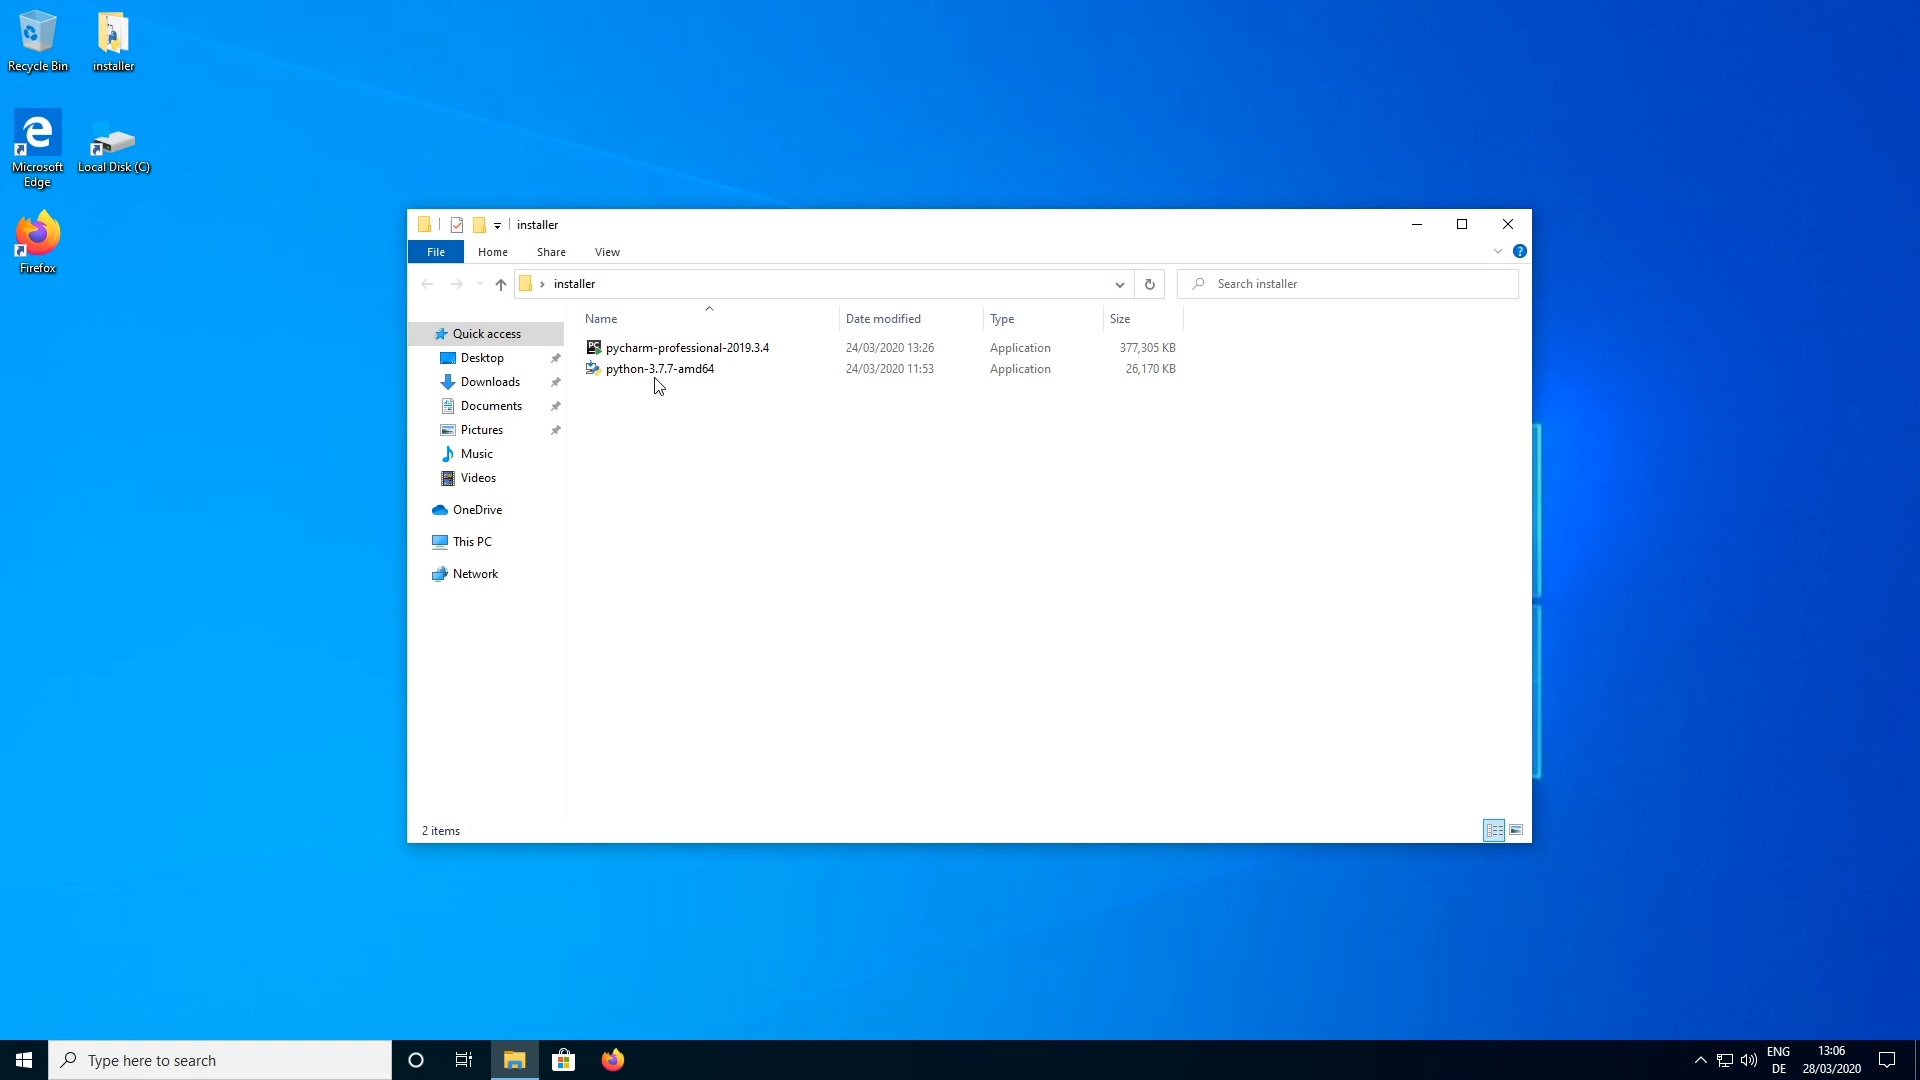 Recycle Bin
installer
Microsoft
Edge
Local Disk (C)
Firefox
installer
File Home Share View
installer
Search installer
Name Date modified Type Size
Quick access
Desktop
Downloads
Documents
Pictures
Music
Videos
OneDrive
This PC
Network
pycharm-professional-2019.3.4 24/03/2020 13:26 Application 377,305 KB
python-3.7.7-amd64 24/03/2020 11:53 Application 26,170 KB
2 items
Type here to search
ENG
DE
13:06
28/03/2020